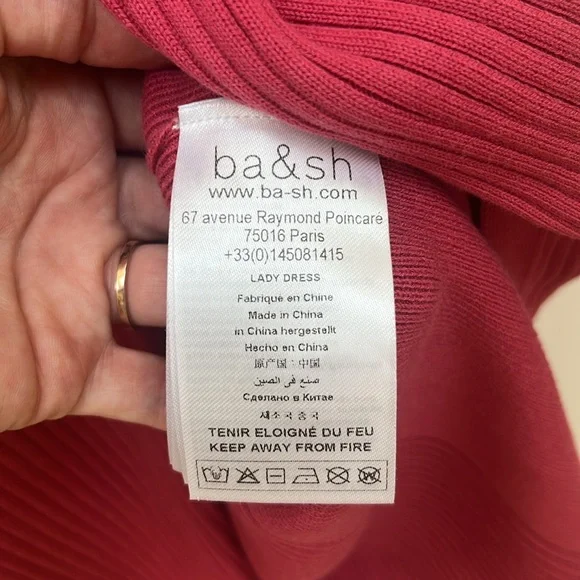 ba&sh
www.ba-sh.com
67 avenue Raymond Poincaré
75016 Paris
+33(0)145081415
LADY DRESS
Fabriqué en Chine
Made in China
in China hergestellt
Hecho en China
原产国：中国
صنع في الصين
Сделано в Китае
제조국 중국
TENIR ELOIGNÉ DU FEU
KEEP AWAY FROM FIRE